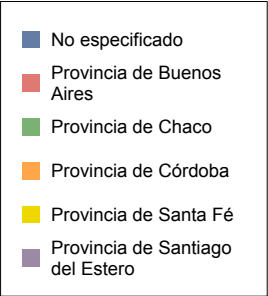 No especificado
Provincia de Buenos
Aires
Provincia de Chaco
Provincia de Córdoba
Provincia de Santa Fé
Provincia de Santiago
del Estero